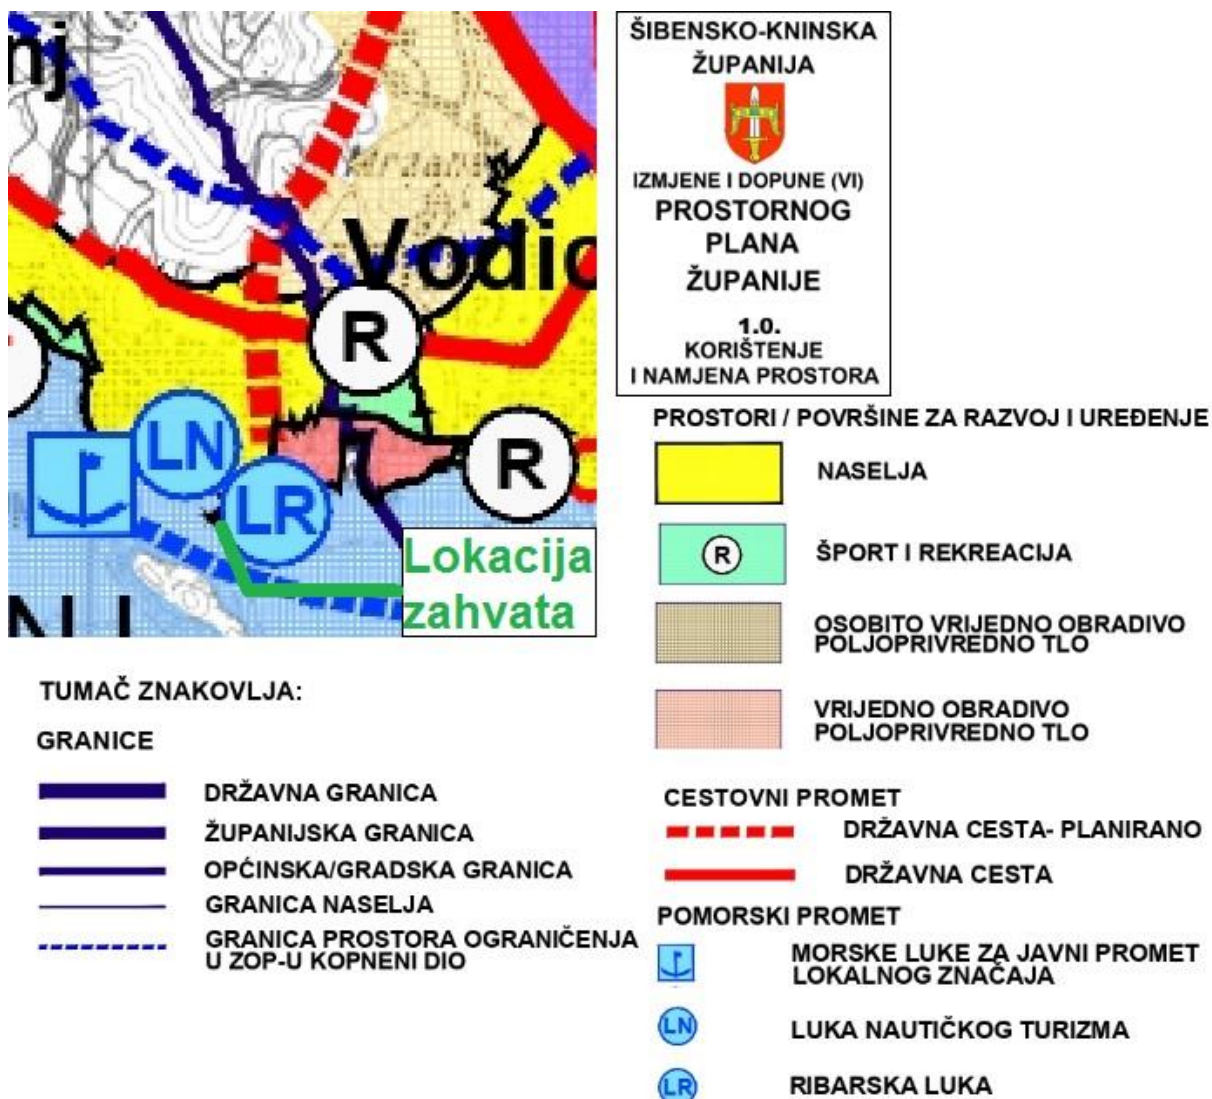 nj
Vodic
R
R
LN
LR
Lokacija
zahvata
N J
ŠIBENSKO-KNINSKA
ŽUPANIJA
IZMJENE I DOPUNE (VI)
PROSTORNOG
PLANA
ŽUPANIJE
1.0.
KORIŠTENJE
I NAMJENA PROSTORA
PROSTORI / POVRŠINE ZA RAZVOJ I UREĐENJE
NASELJA
R
ŠPORT I REKREACIJA
OSOBITO VRIJEDNO OBRADIVO
POLJOPRIVREDNO TLO
VRIJEDNO OBRADIVO
POLJOPRIVREDNO TLO
TUMAČ ZNAKOVLJA:
GRANICE
DRŽAVNA GRANICA
ŽUPANIJSKA GRANICA
OPĆINSKA/GRADSKA GRANICA
GRANICA NASELJA
GRANICA PROSTORA OGRANIČENJA
U ZOP-U KOPNENI DIO
CESTOVNI PROMET
DRŽAVNA CESTA- PLANIRANO
DRŽAVNA CESTA
POMORSKI PROMET
MORSKE LUKE ZA JAVNI PROMET
LOKALNOG ZNAČAJA
LN
LUKA NAUTIČKOG TURIZMA
LR
RIBARSKA LUKA